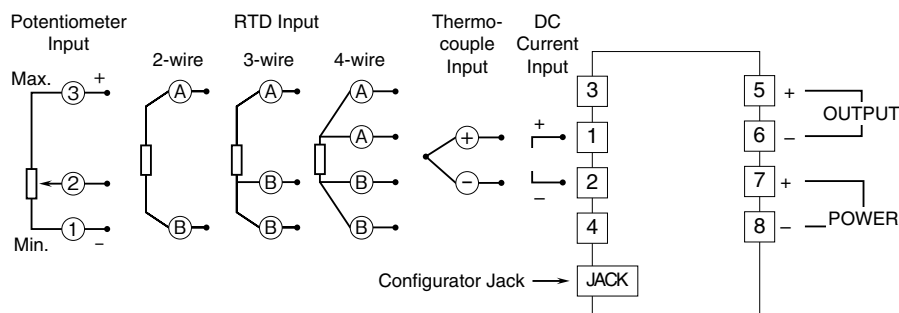 Potentiometer
Input
RTD Input
Thermo-
couple
Input
DC
Current
Input
2-wire
3-wire
4-wire
Max.
3 +
2
1 −
Min.
A
B
A
B
B
A
A
B
B
+
−
+
−
3
1
2
4
JACK
Configurator Jack
5 +
6 −
OUTPUT
7 +
8 −
POWER